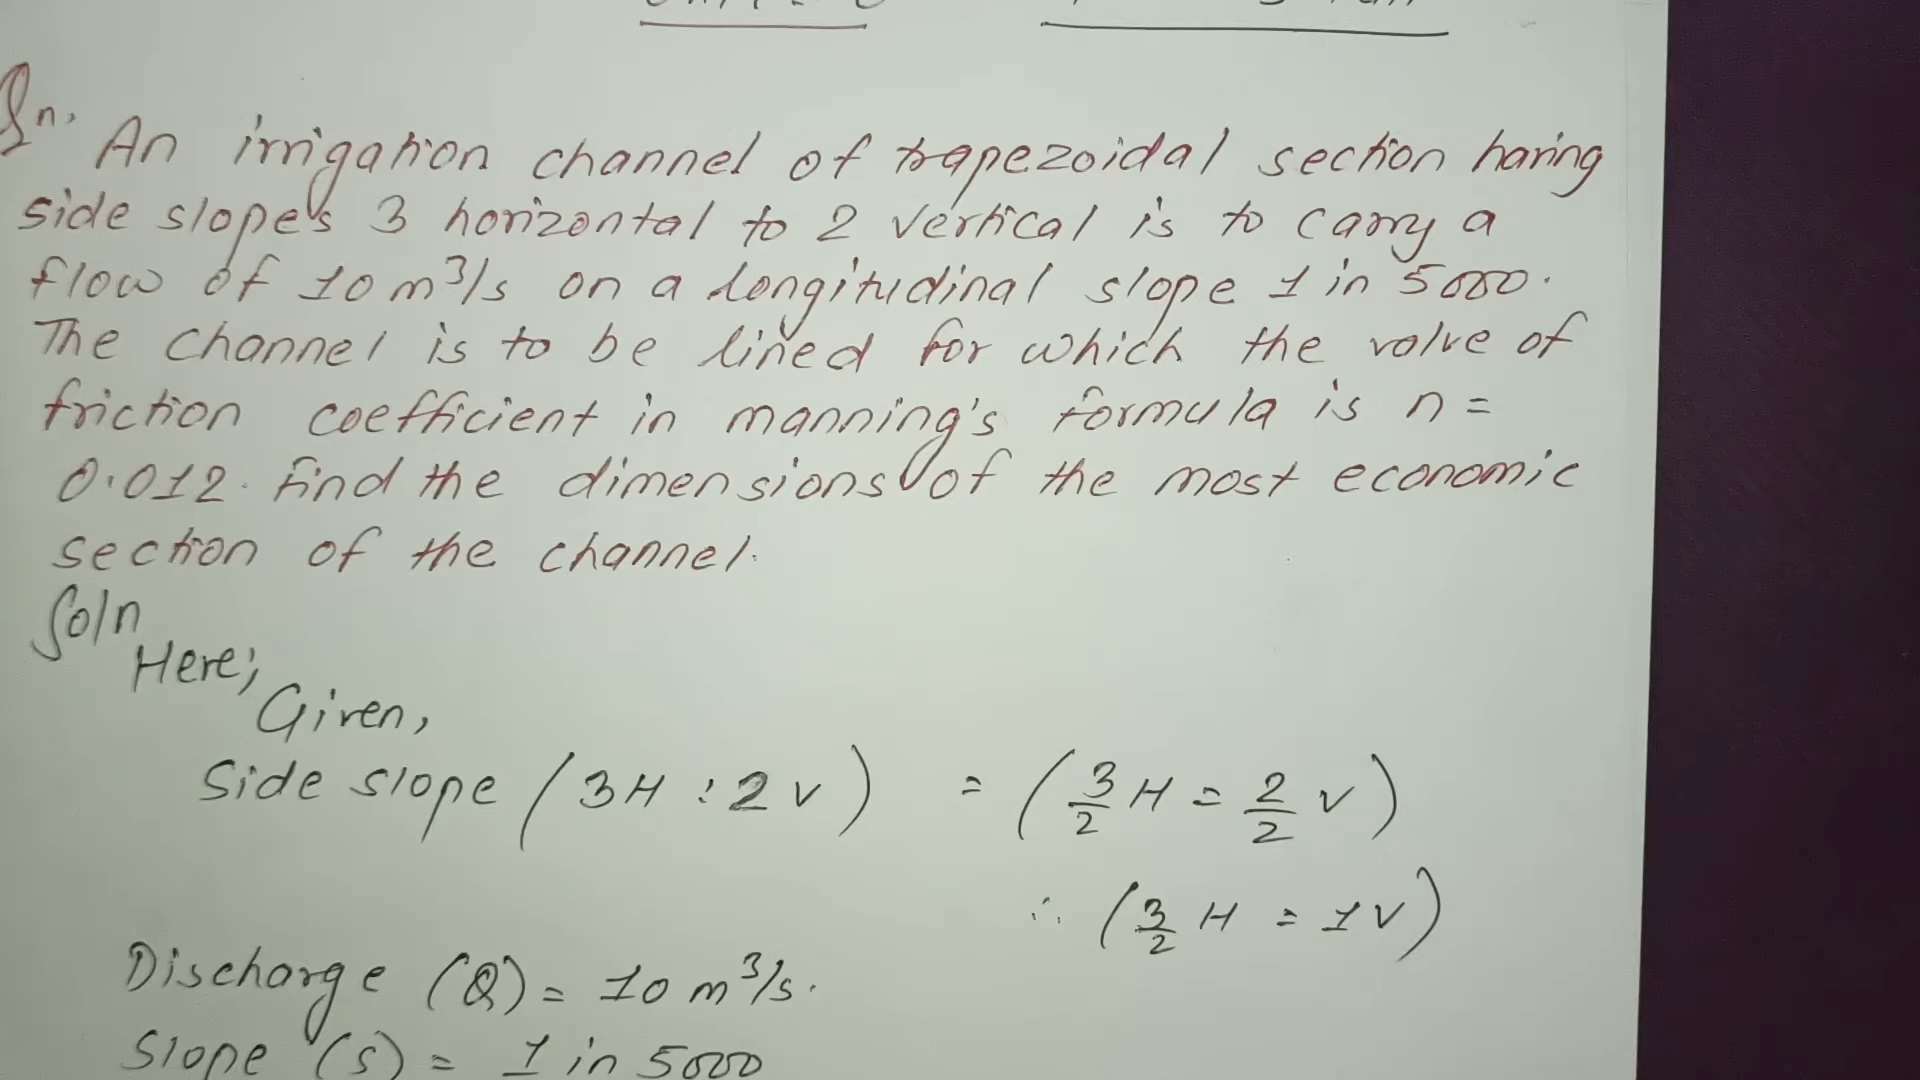 Qn. An irrigation channel of trapezoidal section having
side slopes 3 horizontal to 2 vertical is to carry a
flow of 10 m³/s on a longitudinal slope 1 in 5000.
The channel is to be lined for which the value of
friction coefficient in manning's formula is n =
0.012. Find the dimensions of the most economic
section of the channel.
Soln
Here;
Given,
Side slope (3H : 2V) = (3/2 H = 2/2 V)
∴ (3/2 H = 1V)
Discharge (Q) = 10 m³/s.
Slope (S) = 1 in 5000